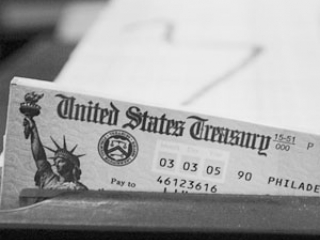 United States Treasury 15-51 P
000
03 03 05 90 PHILADE
Pay to 46123616